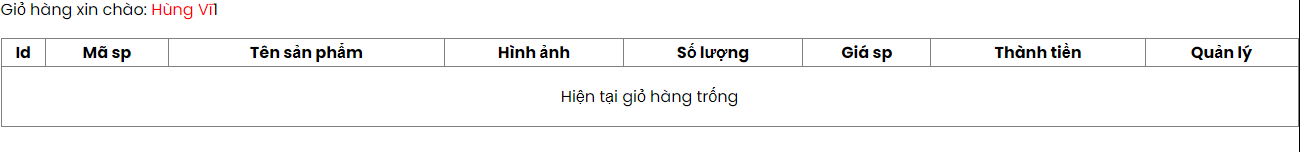 Giỏ hàng xin chào: Hùng Vĩ1
Id Mã sp Tên sản phẩm Hình ảnh Số lượng Giá sp Thành tiền Quản lý
Hiện tại giỏ hàng trống